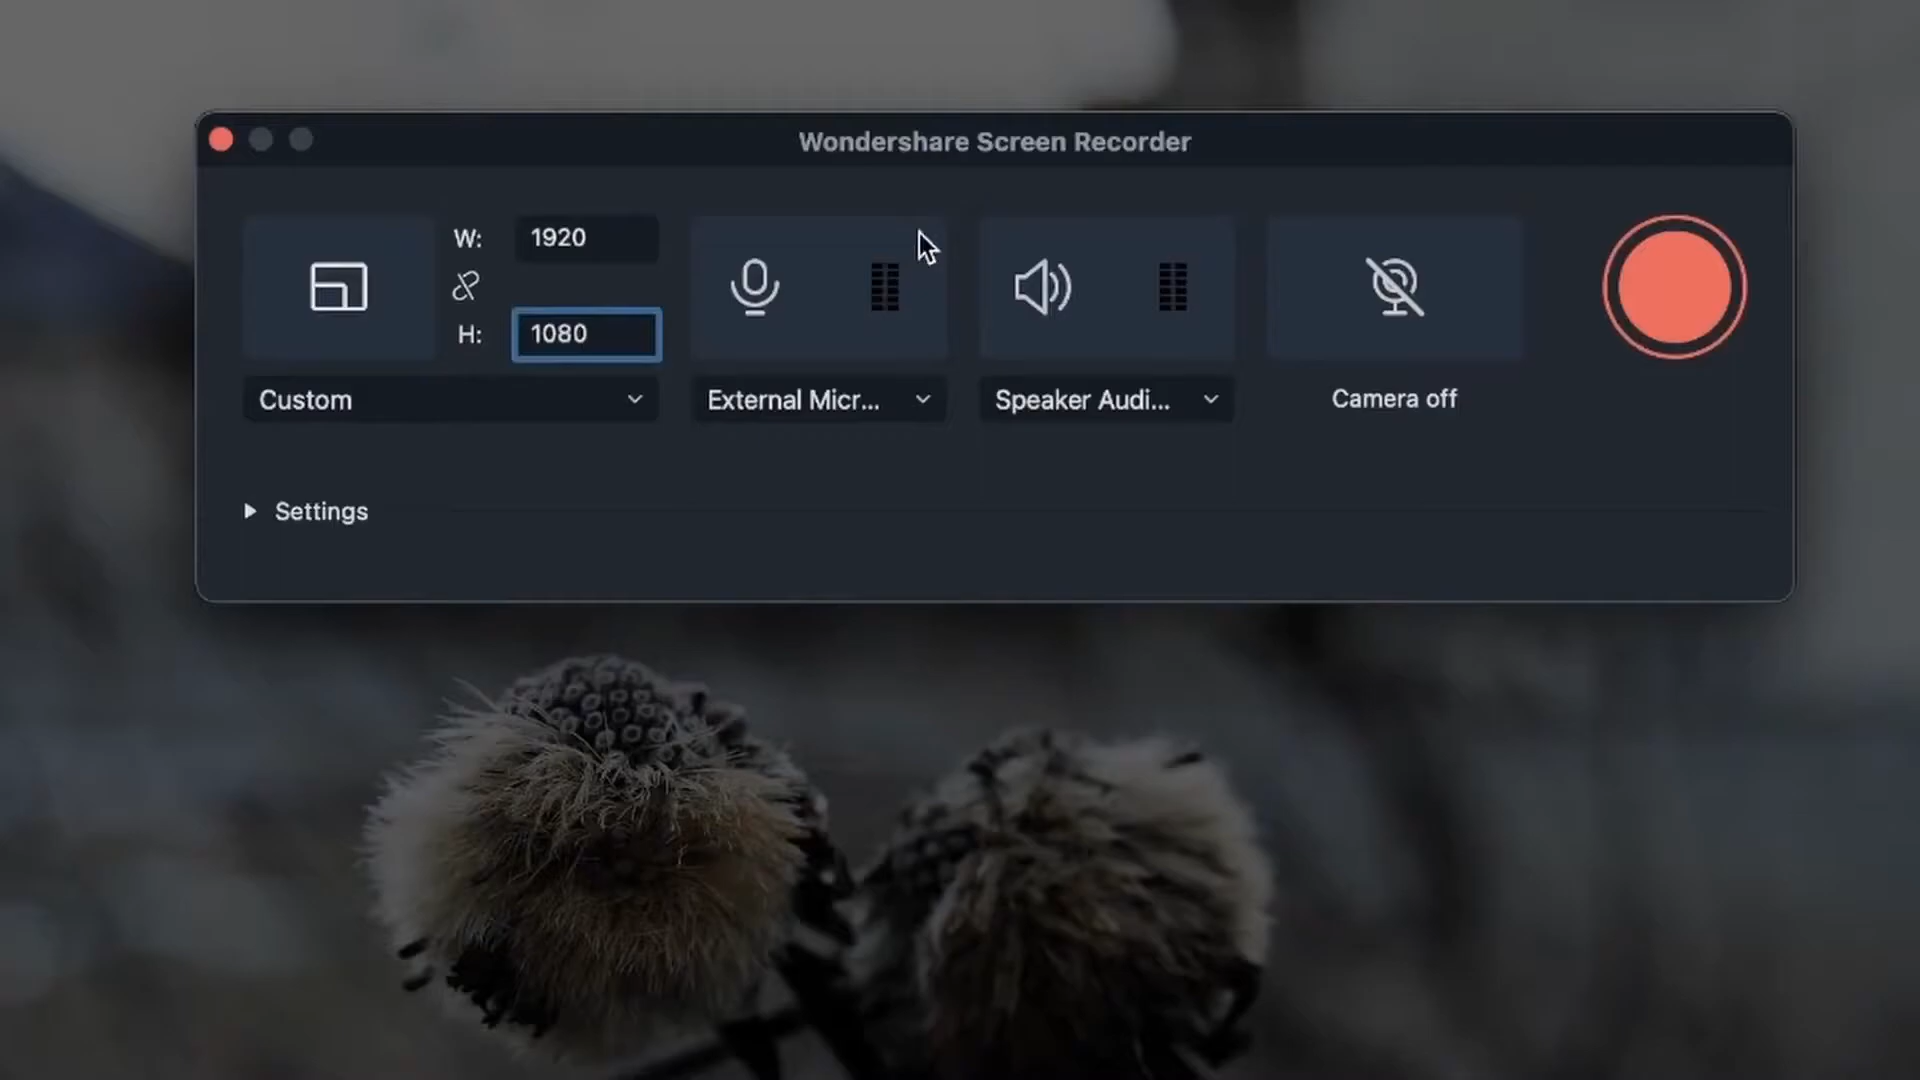 Wondershare Screen Recorder
W: 1920
H: 1080
Custom
External Micr...
Speaker Audi...
Camera off
Settings